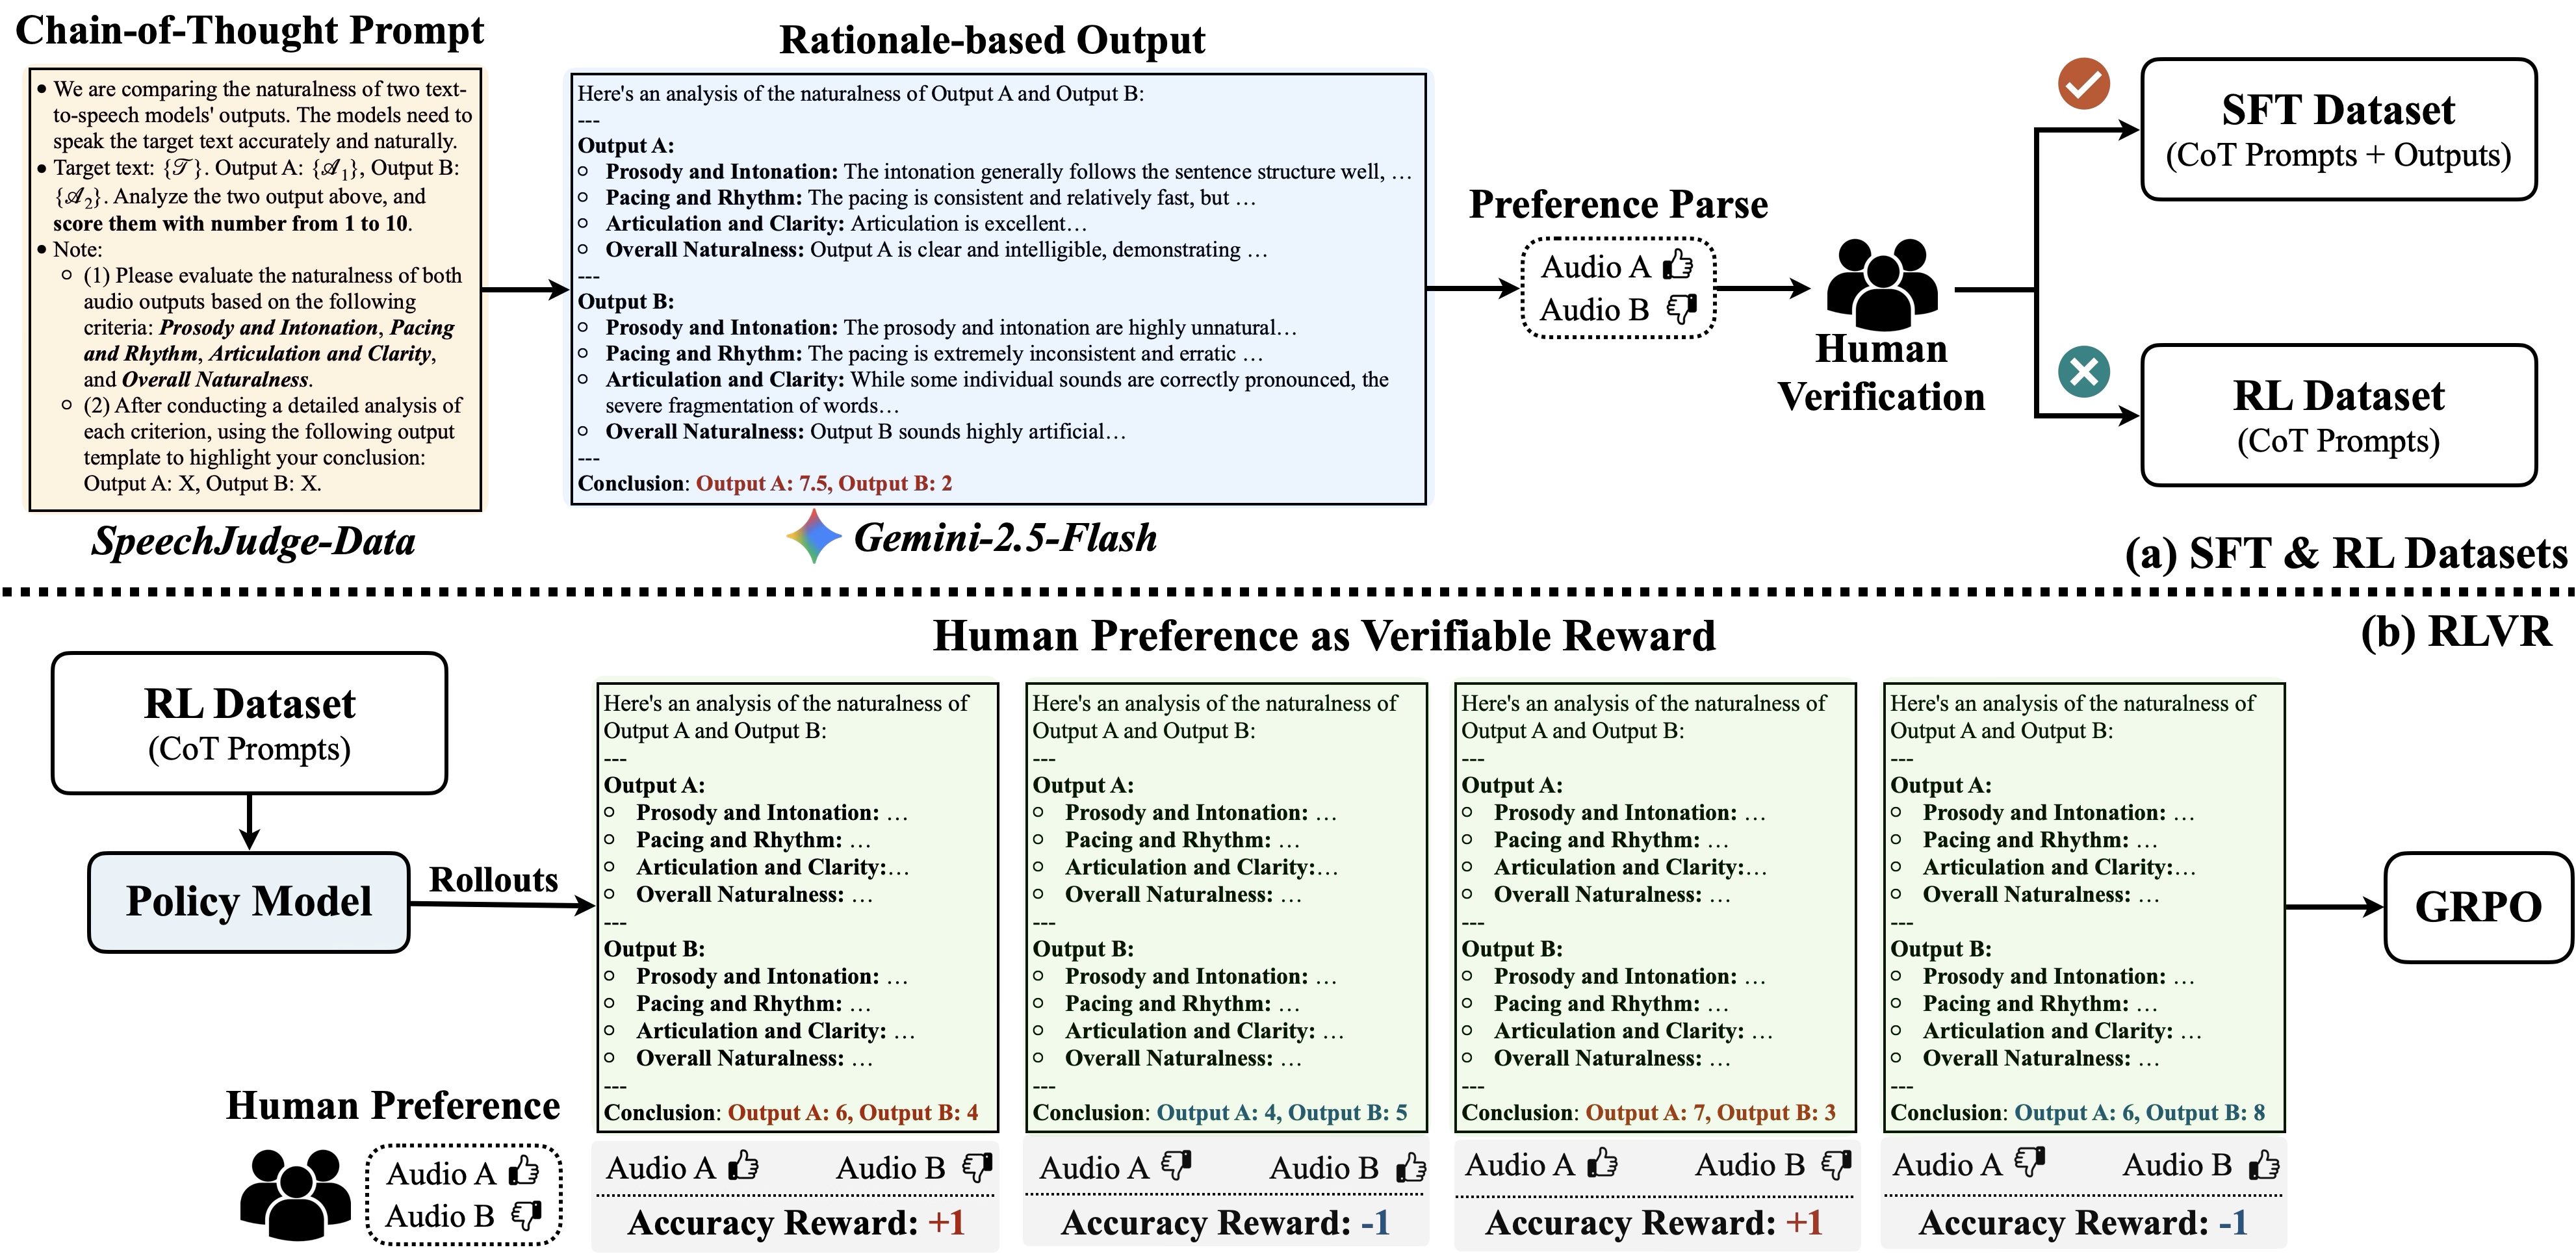 Chain-of-Thought Prompt
• We are comparing the naturalness of two text-
to-speech models' outputs. The models need to
speak the target text accurately and naturally.
• Target text: {𝒯}. Output A: {𝒜₁}, Output B:
{𝒜₂}. Analyze the two output above, and
score them with number from 1 to 10.
• Note:
○ (1) Please evaluate the naturalness of both
audio outputs based on the following
criteria: Prosody and Intonation, Pacing
and Rhythm, Articulation and Clarity,
and Overall Naturalness.
○ (2) After conducting a detailed analysis of
each criterion, using the following output
template to highlight your conclusion:
Output A: X, Output B: X.
SpeechJudge-Data
Rationale-based Output
Here's an analysis of the naturalness of Output A and Output B:
---
Output A:
○ Prosody and Intonation: The intonation generally follows the sentence structure well, …
○ Pacing and Rhythm: The pacing is consistent and relatively fast, but …
○ Articulation and Clarity: Articulation is excellent…
○ Overall Naturalness: Output A is clear and intelligible, demonstrating …
---
Output B:
○ Prosody and Intonation: The prosody and intonation are highly unnatural…
○ Pacing and Rhythm: The pacing is extremely inconsistent and erratic …
○ Articulation and Clarity: While some individual sounds are correctly pronounced, the
severe fragmentation of words…
○ Overall Naturalness: Output B sounds highly artificial…
---
Conclusion: Output A: 7.5, Output B: 2
Gemini-2.5-Flash
Preference Parse
Audio A
Audio B
Human
Verification
SFT Dataset
(CoT Prompts + Outputs)
RL Dataset
(CoT Prompts)
(a) SFT & RL Datasets
Human Preference as Verifiable Reward
(b) RLVR
RL Dataset
(CoT Prompts)
Policy Model
Rollouts
Human Preference
Audio A
Audio B
Here's an analysis of the naturalness of
Output A and Output B:
---
Output A:
○ Prosody and Intonation: …
○ Pacing and Rhythm: …
○ Articulation and Clarity:…
○ Overall Naturalness: …
---
Output B:
○ Prosody and Intonation: …
○ Pacing and Rhythm: …
○ Articulation and Clarity: …
○ Overall Naturalness: …
---
Conclusion: Output A: 6, Output B: 4
Audio A Audio B
Accuracy Reward: +1
Here's an analysis of the naturalness of
Output A and Output B:
---
Output A:
○ Prosody and Intonation: …
○ Pacing and Rhythm: …
○ Articulation and Clarity:…
○ Overall Naturalness: …
---
Output B:
○ Prosody and Intonation: …
○ Pacing and Rhythm: …
○ Articulation and Clarity: …
○ Overall Naturalness: …
---
Conclusion: Output A: 4, Output B: 5
Audio A Audio B
Accuracy Reward: -1
Here's an analysis of the naturalness of
Output A and Output B:
---
Output A:
○ Prosody and Intonation: …
○ Pacing and Rhythm: …
○ Articulation and Clarity:…
○ Overall Naturalness: …
---
Output B:
○ Prosody and Intonation: …
○ Pacing and Rhythm: …
○ Articulation and Clarity: …
○ Overall Naturalness: …
---
Conclusion: Output A: 7, Output B: 3
Audio A Audio B
Accuracy Reward: +1
Here's an analysis of the naturalness of
Output A and Output B:
---
Output A:
○ Prosody and Intonation: …
○ Pacing and Rhythm: …
○ Articulation and Clarity:…
○ Overall Naturalness: …
---
Output B:
○ Prosody and Intonation: …
○ Pacing and Rhythm: …
○ Articulation and Clarity: …
○ Overall Naturalness: …
---
Conclusion: Output A: 6, Output B: 8
Audio A Audio B
Accuracy Reward: -1
GRPO